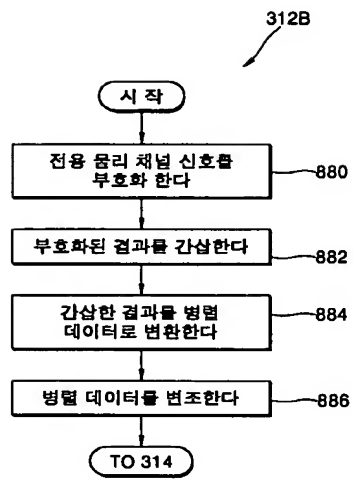 312B
시 작
전용 물리 채널 신호를
부호화 한다
880
부호화된 결과를 간삽한다
882
간삽한 결과를 병렬
데이터로 변환한다
884
병렬 데이터를 변조한다
886
TO 314